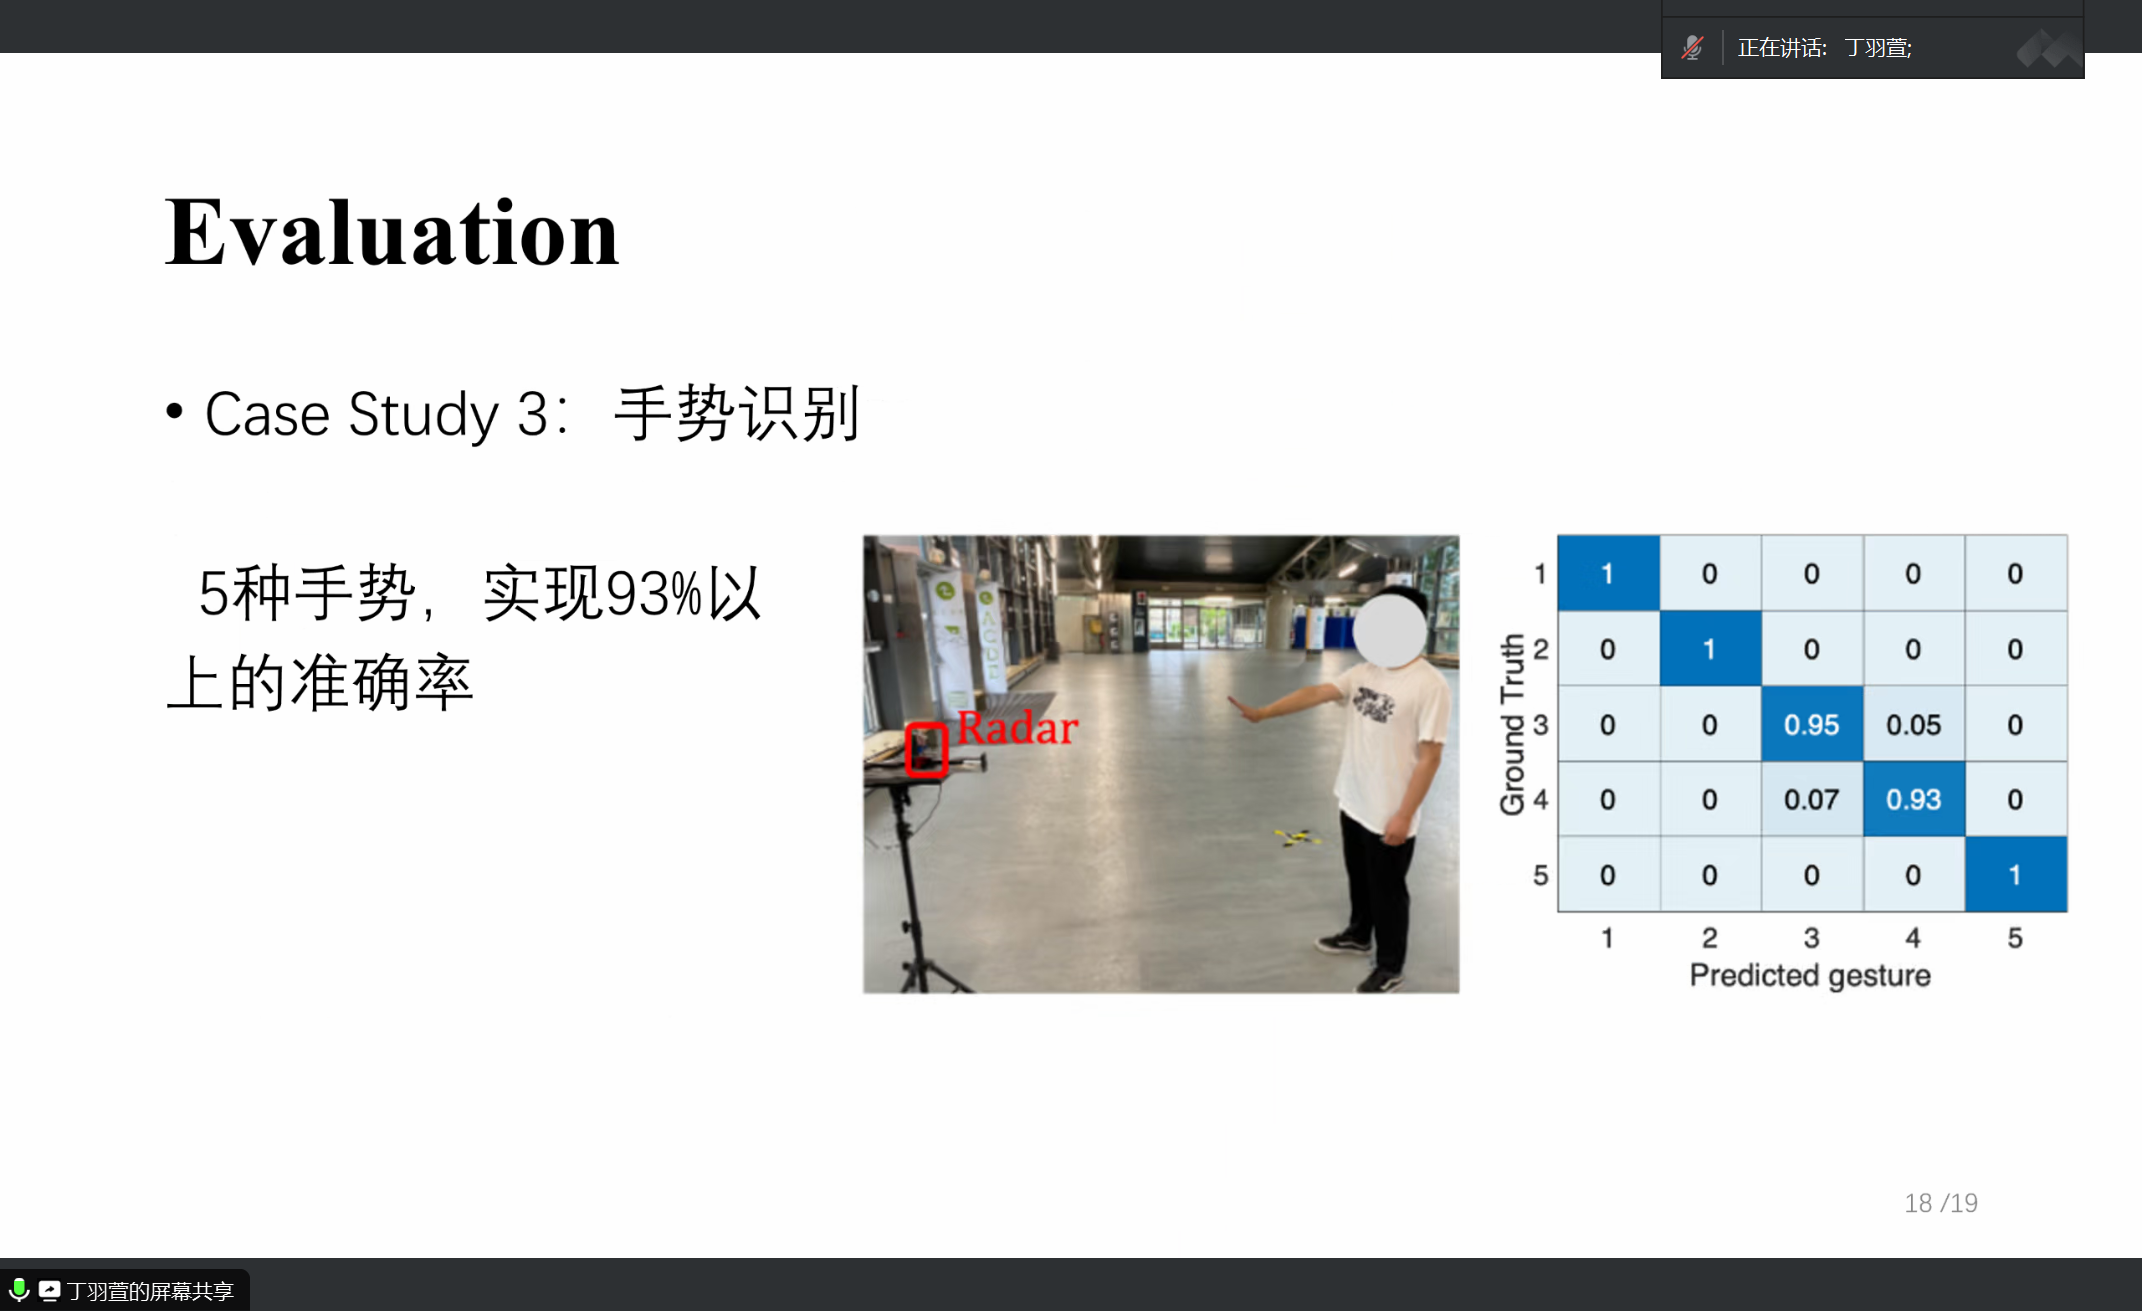 正在讲话: 丁羽萱;
Evaluation
• Case Study 3：手势识别
5种手势，实现93%以
上的准确率
Radar
Ground Truth
1 1 0 0 0 0
2 0 1 0 0 0
3 0 0 0.95 0.05 0
4 0 0 0.07 0.93 0
5 0 0 0 0 1
1 2 3 4 5
Predicted gesture
18 /19
丁羽萱的屏幕共享